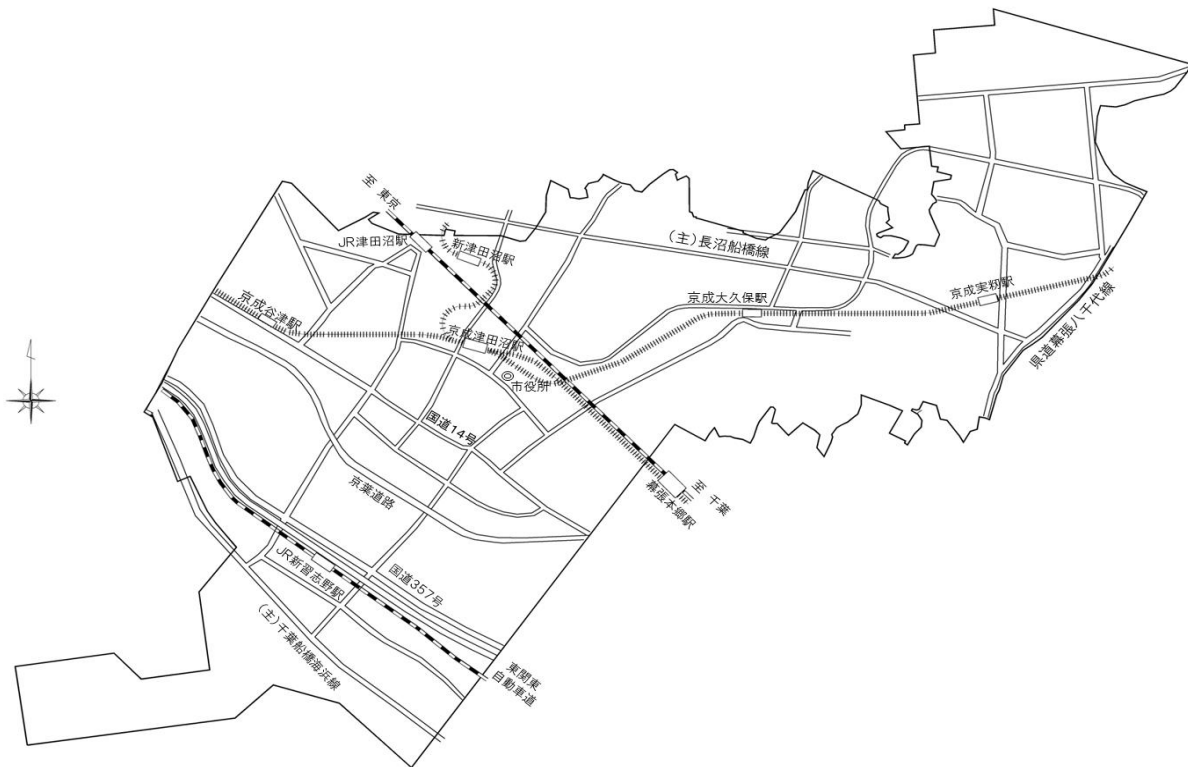 至 東京
JR津田沼駅
新津田沼駅
(主)長沼船橋線
京成大久保駅
京成実籾駅
県道幕張八千代線
京成谷津駅
京成津田沼駅
市役所
国道14号
京葉道路
至 千葉
幕張本郷駅
JR新習志野駅
国道357号
(主)千葉船橋海浜線
東関東
自動車道